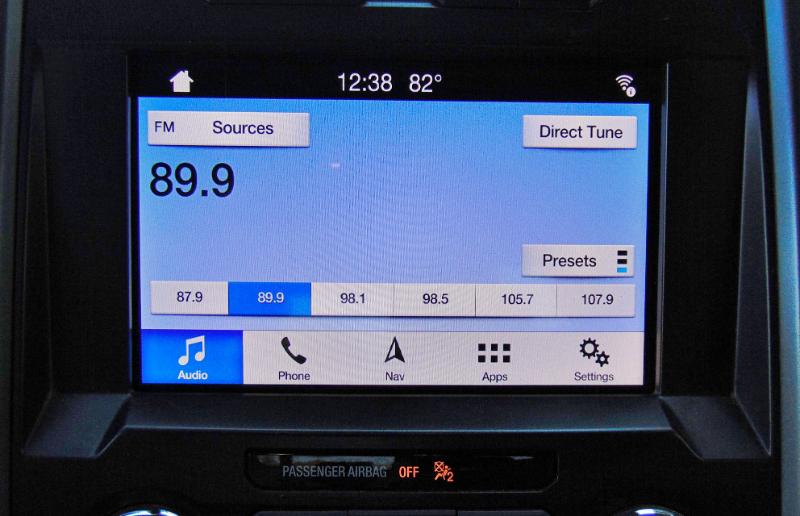 12:38 82°
FM Sources
Direct Tune
89.9
Presets
87.9 89.9 98.1 98.5 105.7 107.9
Audio Phone Nav Apps Settings
PASSENGER AIRBAG OFF 2